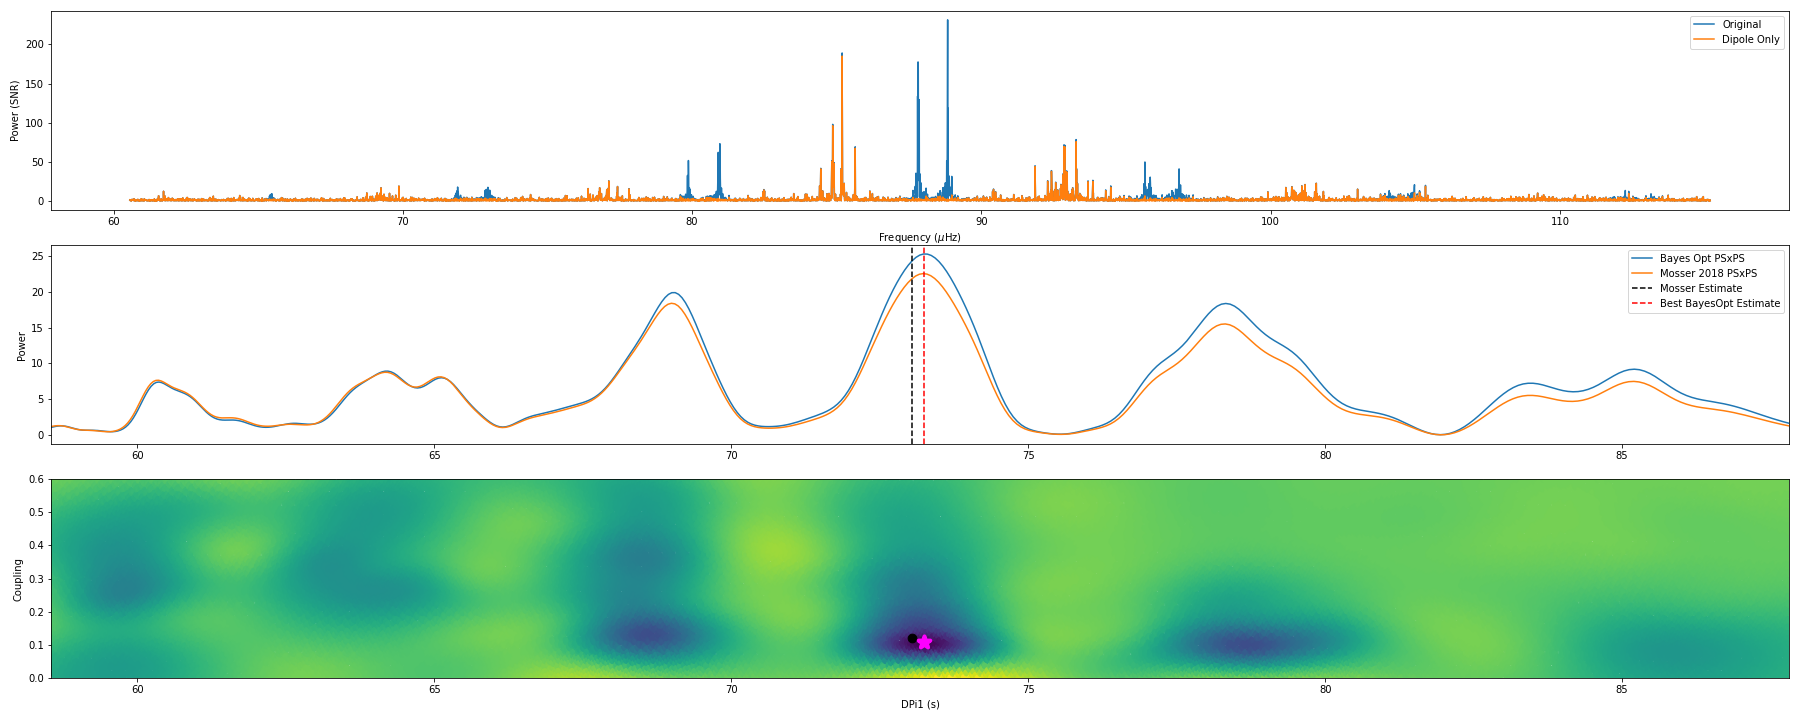 200
150
100
50
0
Power (SNR)
Original
Dipole Only
60 70 80 90 100 110
Frequency (μHz)
25
20
15
10
5
0
Power
Bayes Opt PSxPS
Mosser 2018 PSxPS
Mosser Estimate
Best BayesOpt Estimate
60 65 70 75 80 85
0.6
0.5
0.4
0.3
0.2
0.1
0.0
Coupling
60 65 70 75 80 85
DPi1 (s)